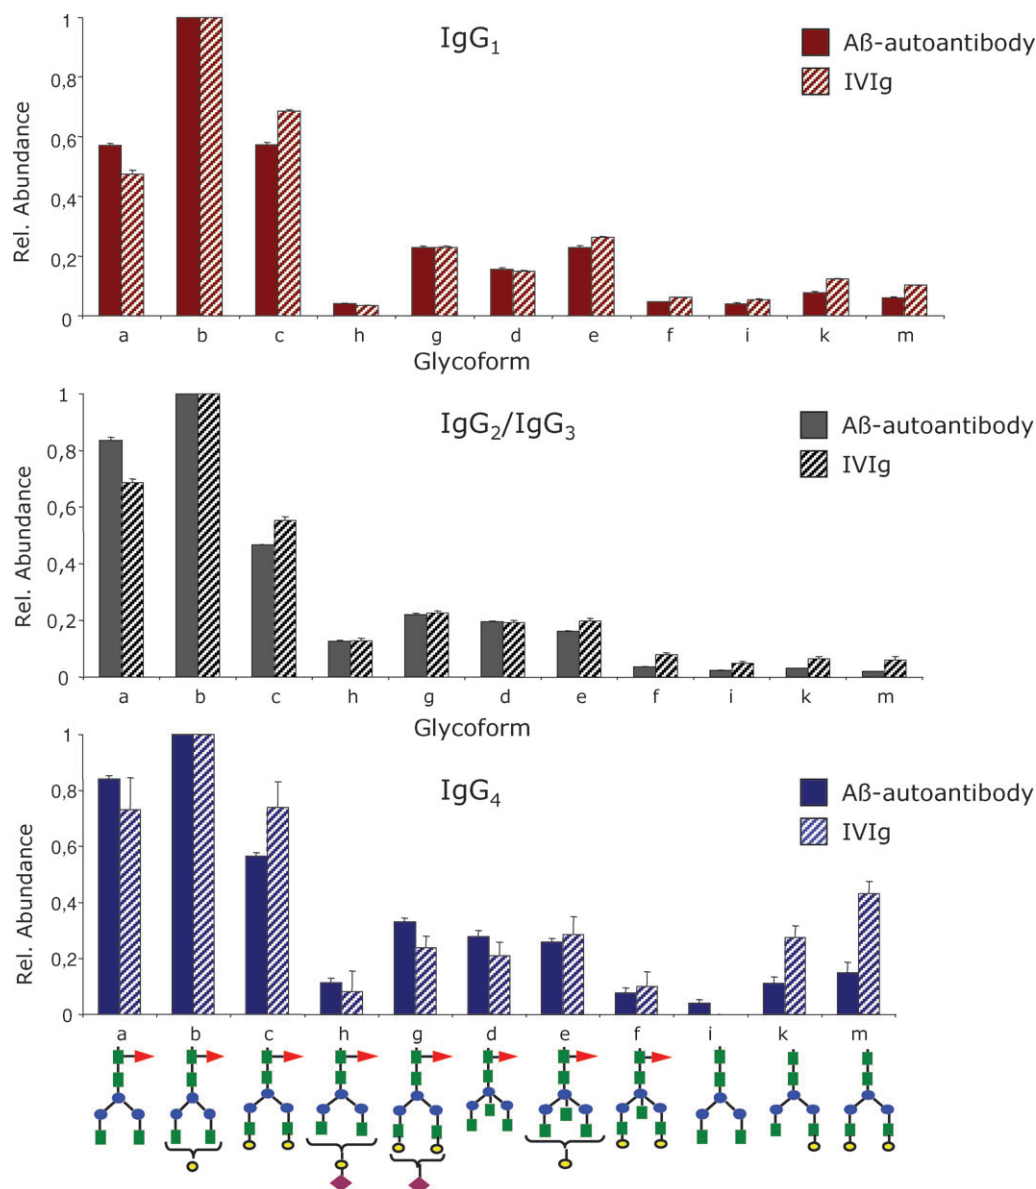 IgG₁
Aß-autoantibody
IVIg
Rel. Abundance
1
0,8
0,6
0,4
0,2
0
a b c h g d e f i k m
Glycoform
IgG₂/IgG₃
Aß-autoantibody
IVIg
Rel. Abundance
1
0,8
0,6
0,4
0,2
0
a b c h g d e f i k m
Glycoform
IgG₄
Aß-autoantibody
IVIg
Rel. Abundance
1
0,8
0,6
0,4
0,2
0
a b c h g d e f i k m